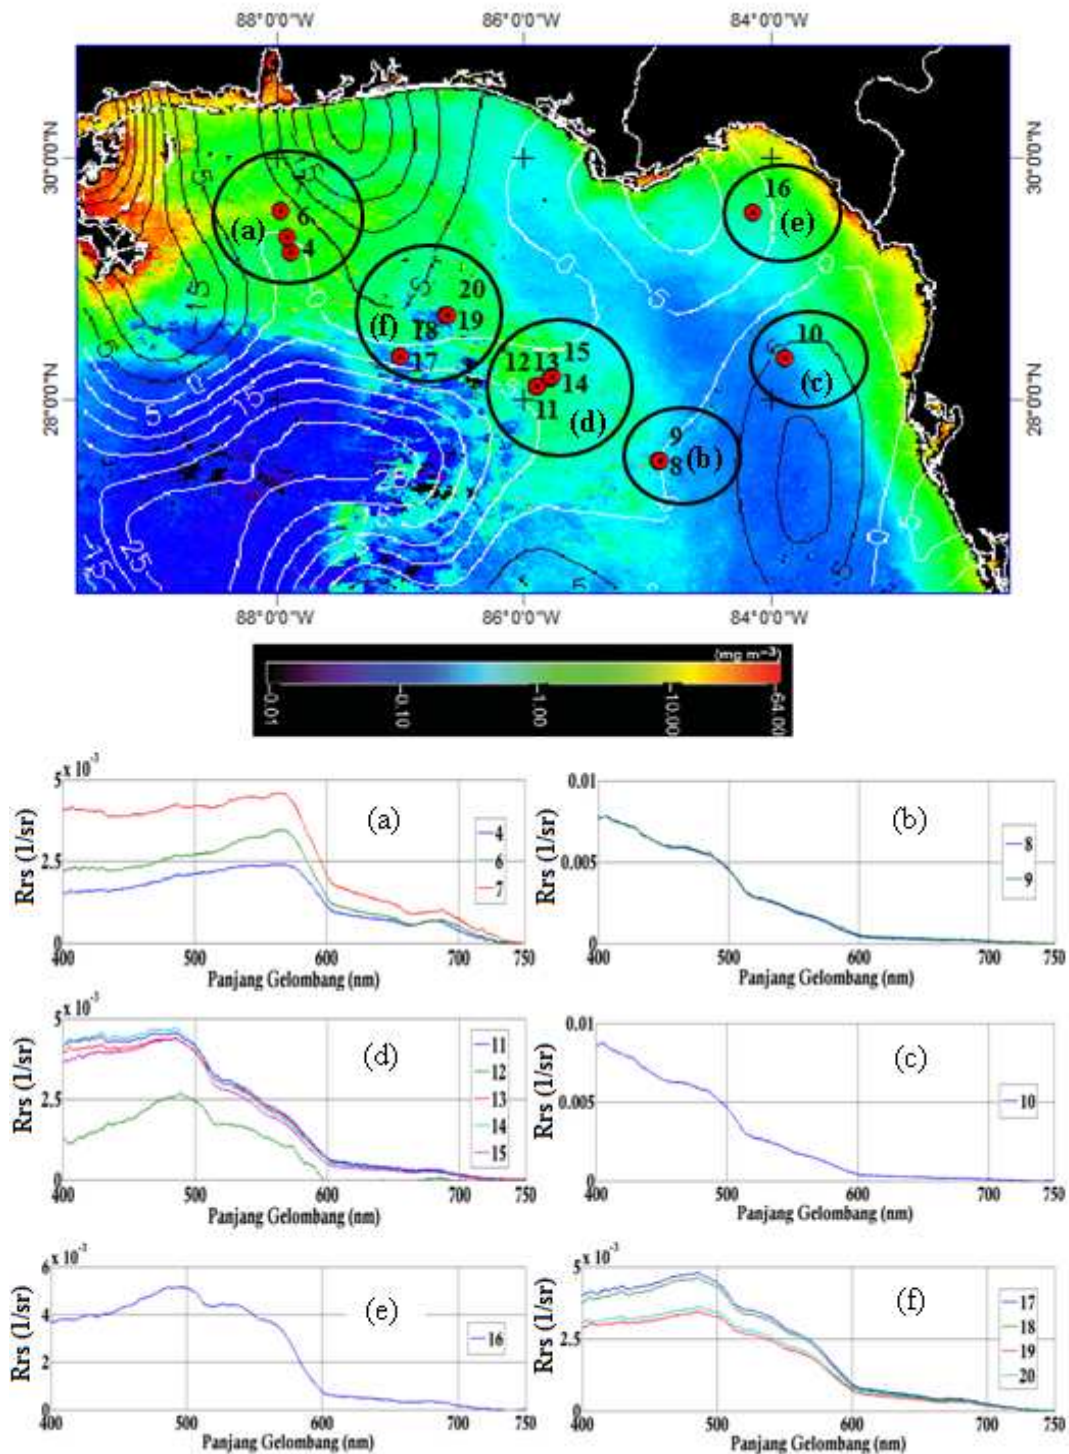 88°0'0"W 86°0'0"W 84°0'0"W
30°0'0"N 30°0'0"N
28°0'0"N 28°0'0"N
16
6
(a)
(e)
4
20
(f)
18 19
10
17
15
12 13
14
(c)
11
(d)
9
8 (b)
88°0'0"W 86°0'0"W 84°0'0"W
(mg m⁻³)
0.01 0.10 1.00 10.00 64.00
5 x 10⁻³
Rrs (1/sr)
2.5
0
(a)
4
6
7
400 500 600 700 750
Panjang Gelombang (nm)
0.01
Rrs (1/sr)
0.005
0
(b)
8
9
400 500 600 700 750
Panjang Gelombang (nm)
5 x 10⁻³
Rrs (1/sr)
2.5
0
(d)
11
12
13
14
15
400 500 600 700 750
Panjang Gelombang (nm)
0.01
Rrs (1/sr)
0.005
0
(c)
10
400 500 600 700 750
Panjang Gelombang (nm)
6 x 10⁻³
Rrs (1/sr)
4
2
0
(e)
16
400 500 600 700 750
Panjang Gelombang (nm)
5 x 10⁻³
Rrs (1/sr)
2.5
0
(f)
17
18
19
20
400 500 600 700 750
Panjang Gelombang (nm)